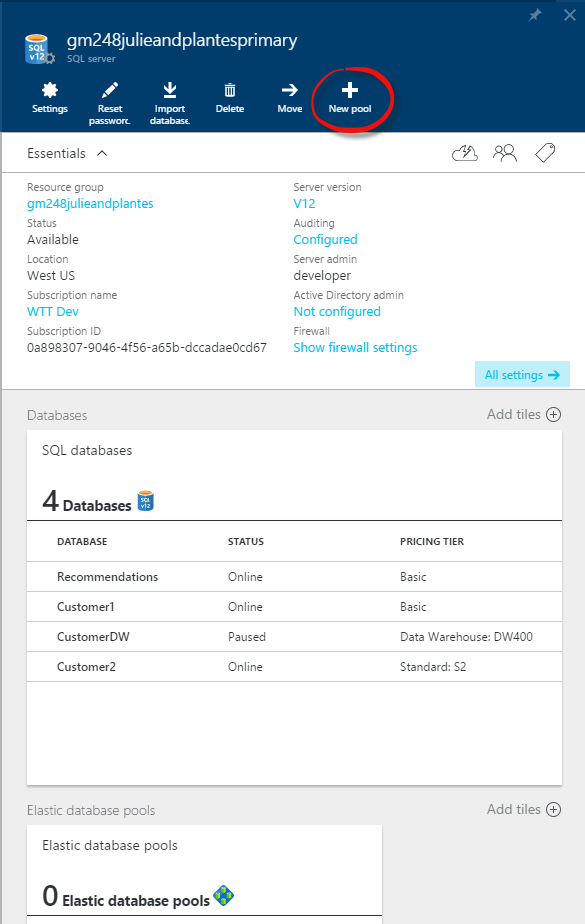 gm248julieandplantesprimary
SQL server
SQL
v12
Settings
Reset
passworc
Import
database
Delete
Move
New pool
Essentials
Resource group
gm248julieandplantes
Server version
V12
Status
Available
Auditing
Configured
Location
West US
Server admin
developer
Subscription name
WTT Dev
Active Directory admin
Not configured
Subscription ID
0a898307-9046-4f56-a65b-dccadae0cd67
Firewall
Show firewall settings
All settings
Databases
Add tiles
SQL databases
4 Databases
SQL
v12
DATABASE STATUS PRICING TIER
Recommendations Online Basic
Customer1 Online Basic
CustomerDW Paused Data Warehouse: DW400
Customer2 Online Standard: S2
Elastic database pools
Add tiles
Elastic database pools
0 Elastic database pools